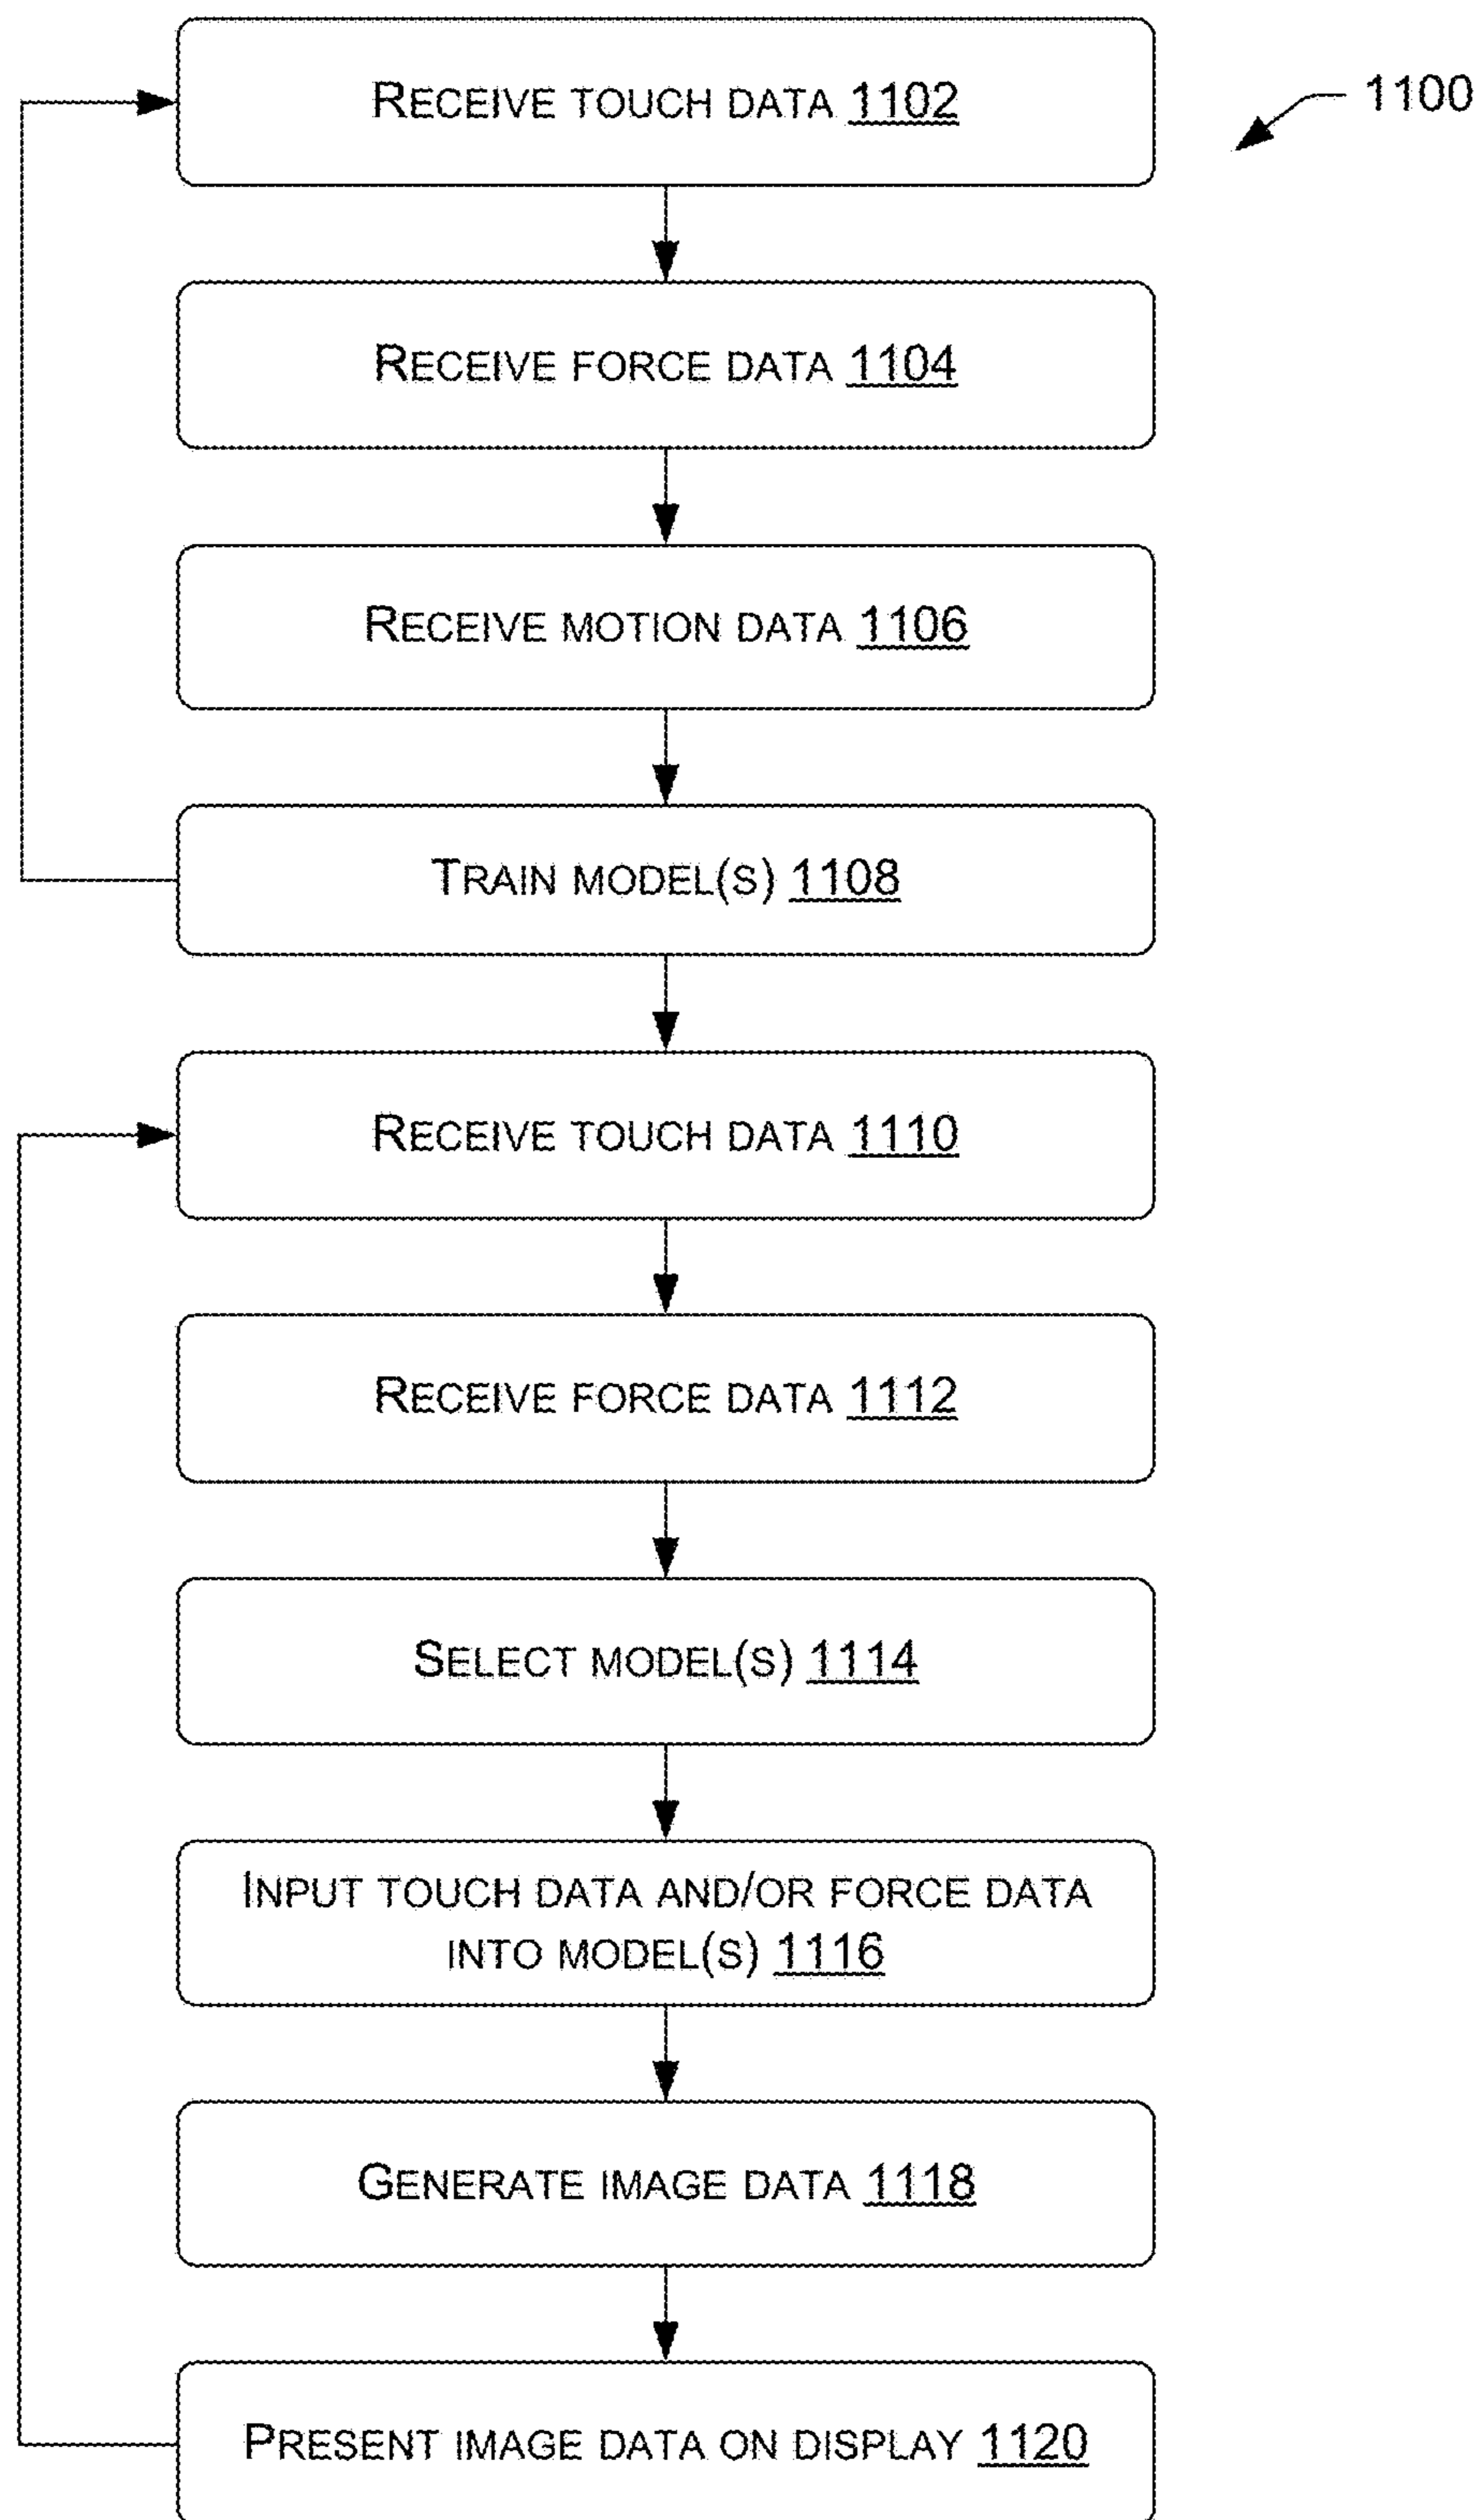 RECEIVE TOUCH DATA 1102
1100
RECEIVE FORCE DATA 1104
RECEIVE MOTION DATA 1106
TRAIN MODEL(S) 1108
RECEIVE TOUCH DATA 1110
RECEIVE FORCE DATA 1112
SELECT MODEL(S) 1114
INPUT TOUCH DATA AND/OR FORCE DATA
INTO MODEL(S) 1116
GENERATE IMAGE DATA 1118
PRESENT IMAGE DATA ON DISPLAY 1120